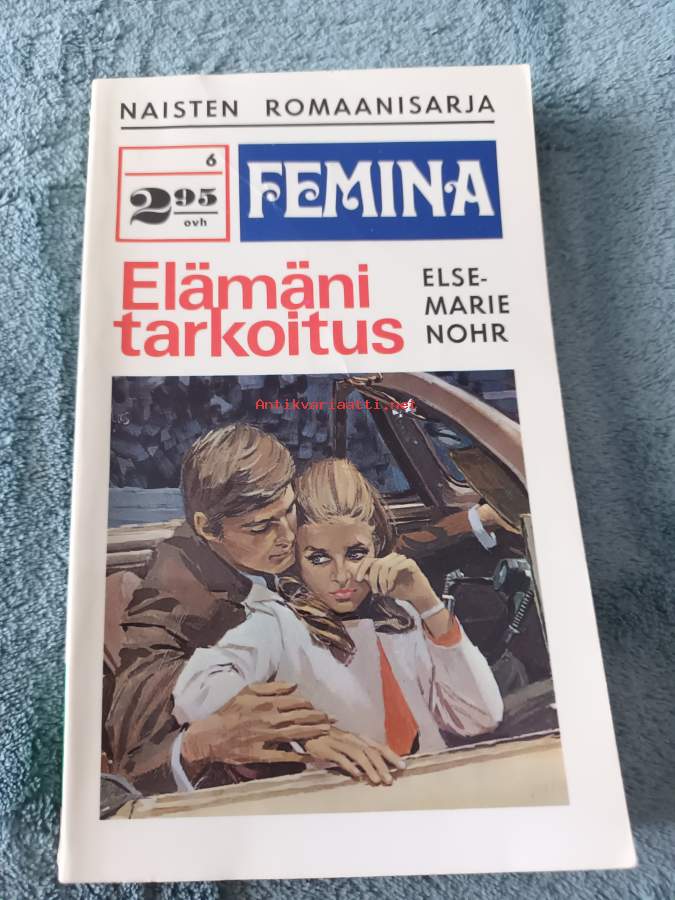 NAISTEN ROMAANISARJA
6
2 95
ovh
FEMINA
Elämäni
tarkoitus
ELSE-
MARIE
NOHR
Antikvariaatti.net